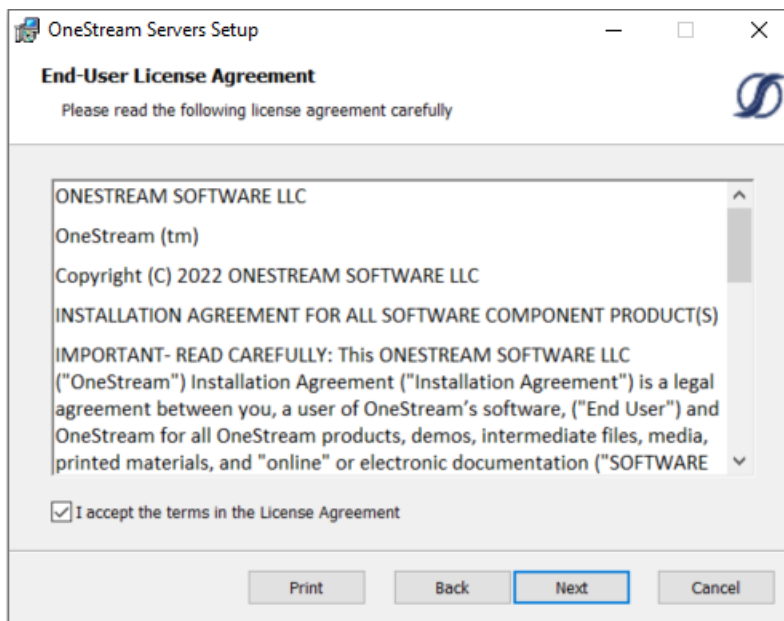 OneStream Servers Setup
End-User License Agreement
Please read the following license agreement carefully
ONESTREAM SOFTWARE LLC
OneStream (tm)
Copyright (C) 2022 ONESTREAM SOFTWARE LLC
INSTALLATION AGREEMENT FOR ALL SOFTWARE COMPONENT PRODUCT(S)
IMPORTANT- READ CAREFULLY: This ONESTREAM SOFTWARE LLC
("OneStream") Installation Agreement ("Installation Agreement") is a legal
agreement between you, a user of OneStream’s software, ("End User") and
OneStream for all OneStream products, demos, intermediate files, media,
printed materials, and "online" or electronic documentation ("SOFTWARE
I accept the terms in the License Agreement
Print Back Next Cancel